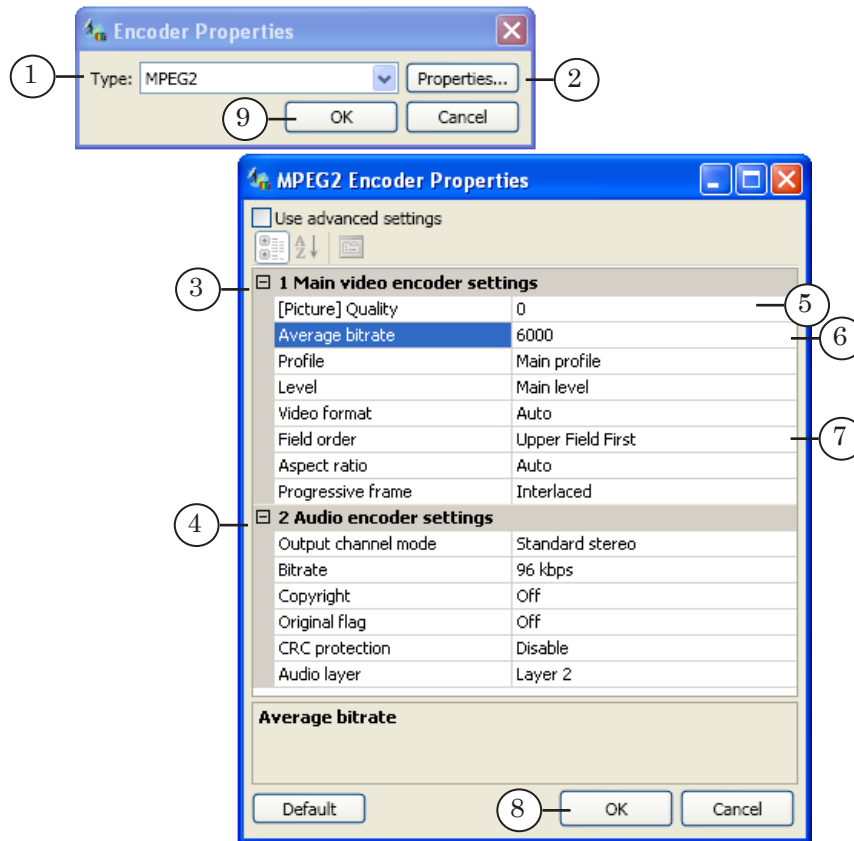 Encoder Properties
1 Type: MPEG2 Properties... 2
9 OK Cancel
MPEG2 Encoder Properties
Use advanced settings
3 1 Main video encoder settings
[Picture] Quality 0 5
Average bitrate 6000 6
Profile Main profile
Level Main level
Video format Auto
Field order Upper Field First 7
Aspect ratio Auto
Progressive frame Interlaced
4 2 Audio encoder settings
Output channel mode Standard stereo
Bitrate 96 kbps
Copyright Off
Original flag Off
CRC protection Disable
Audio layer Layer 2
Average bitrate
Default 8 OK Cancel